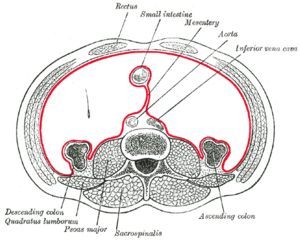 Rectus
Small intestine
Mesentery
Aorta
Inferior vena cava
Descending colon
Quadratus lumborum
Psoas major
Sacrospinalis
Ascending colon